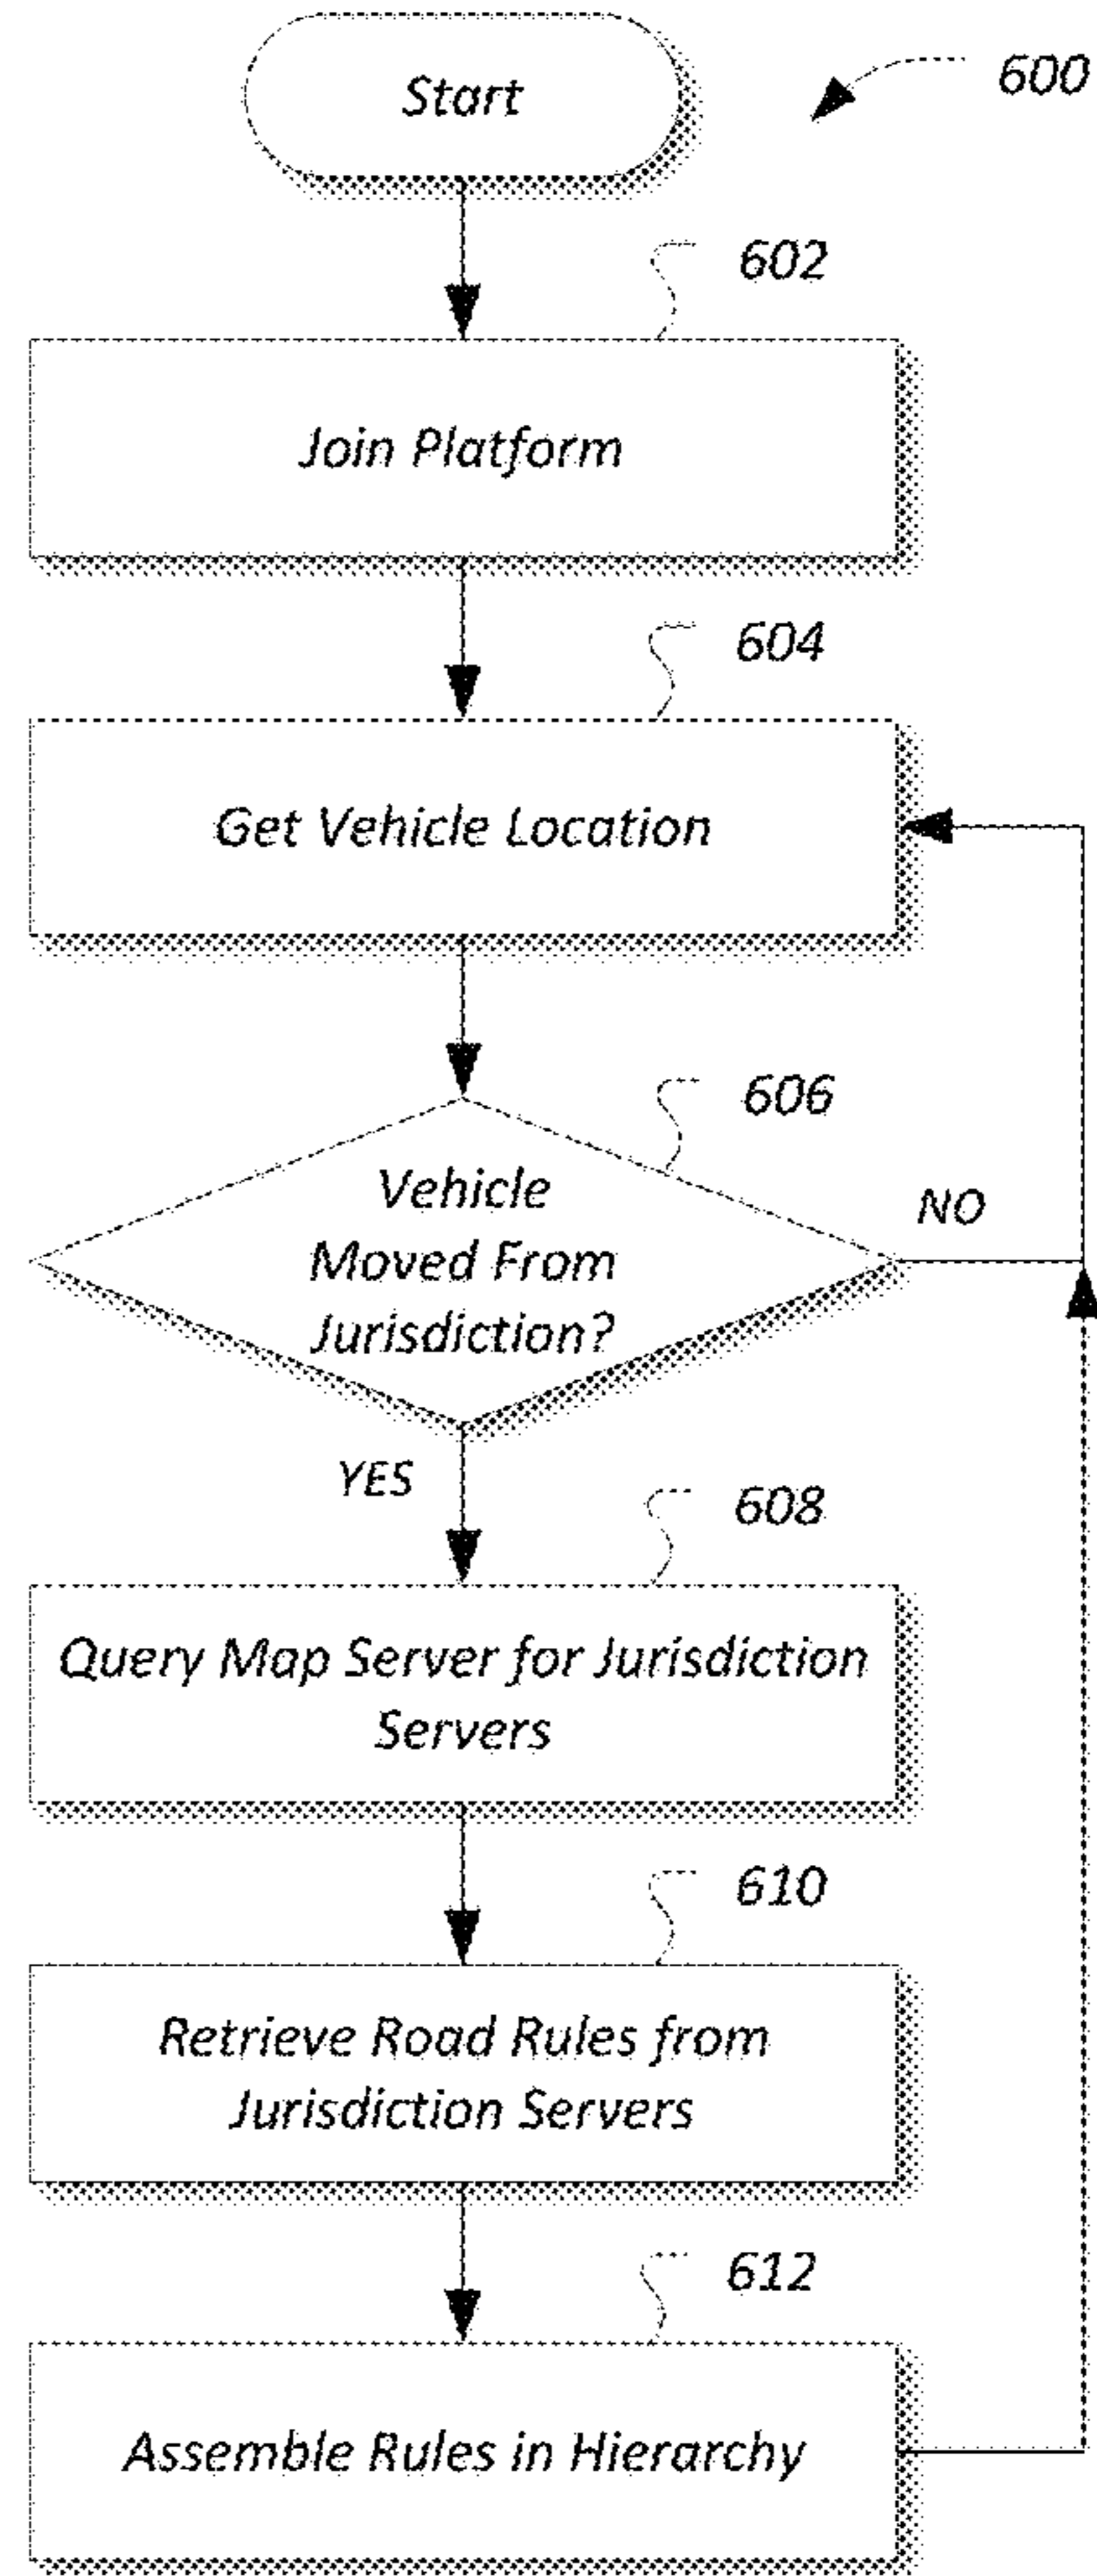 Start
600
602
Join Platform
604
Get Vehicle Location
606
Vehicle
Moved From
Jurisdiction?
NO
YES
608
Query Map Server for Jurisdiction
Servers
610
Retrieve Road Rules from
Jurisdiction Servers
612
Assemble Rules in Hierarchy